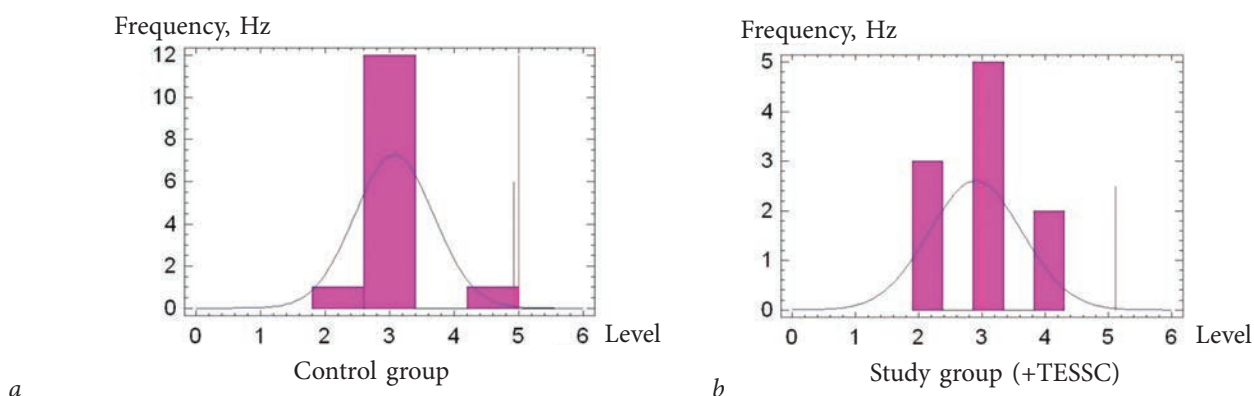 Frequency, Hz
12
10
8
6
4
2
0
0 1 2 3 4 5 6 Level
Control group
a
Frequency, Hz
5
4
3
2
1
0
0 1 2 3 4 5 6 Level
Study group (+TESSC)
b